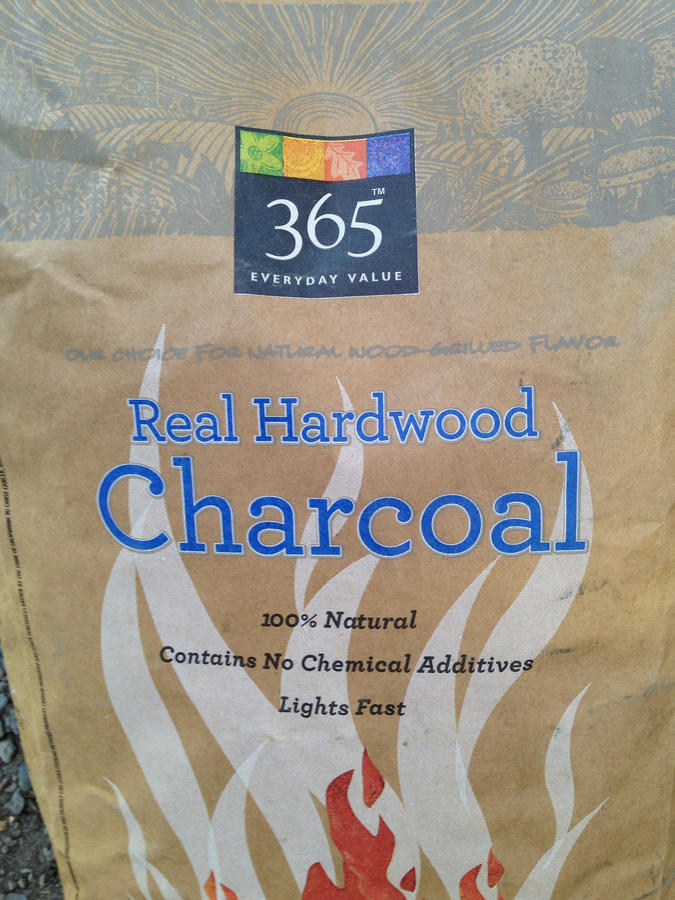 365™
EVERYDAY VALUE
OUR CHOICE FOR NATURAL WOOD-GRILLED FLAVOR
Real Hardwood
Charcoal
100% Natural
Contains No Chemical Additives
Lights Fast